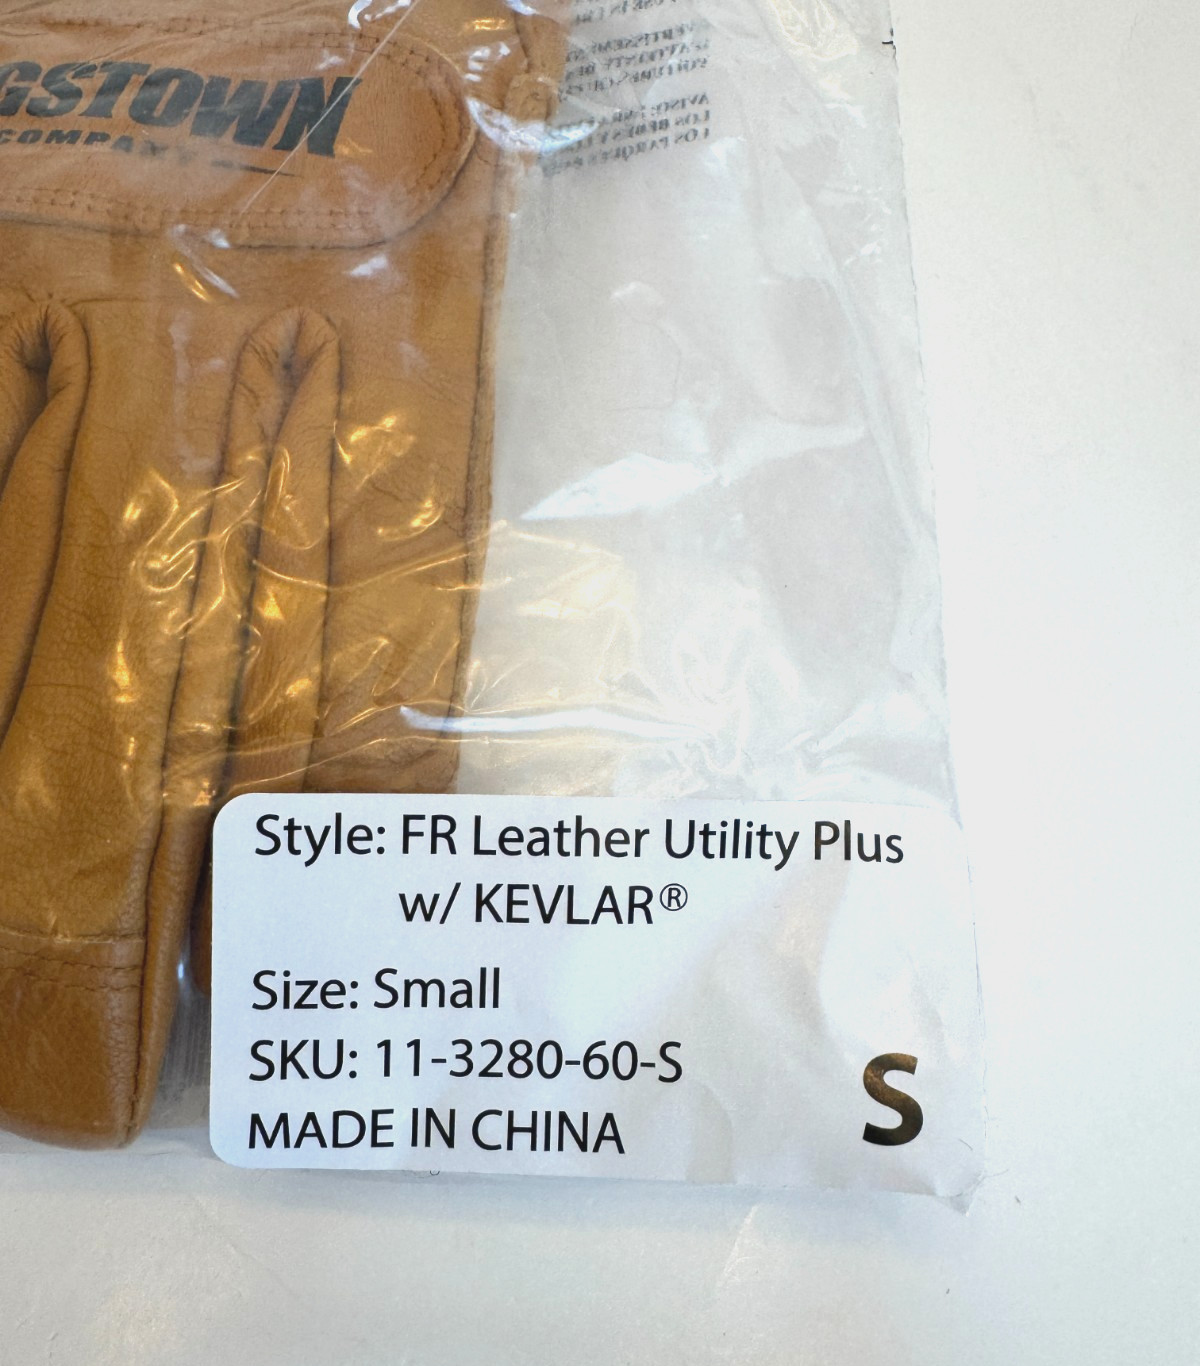 GSTOWN
COMPANY
Style: FR Leather Utility Plus
w/ KEVLAR®
Size: Small
SKU: 11-3280-60-S
MADE IN CHINA
S